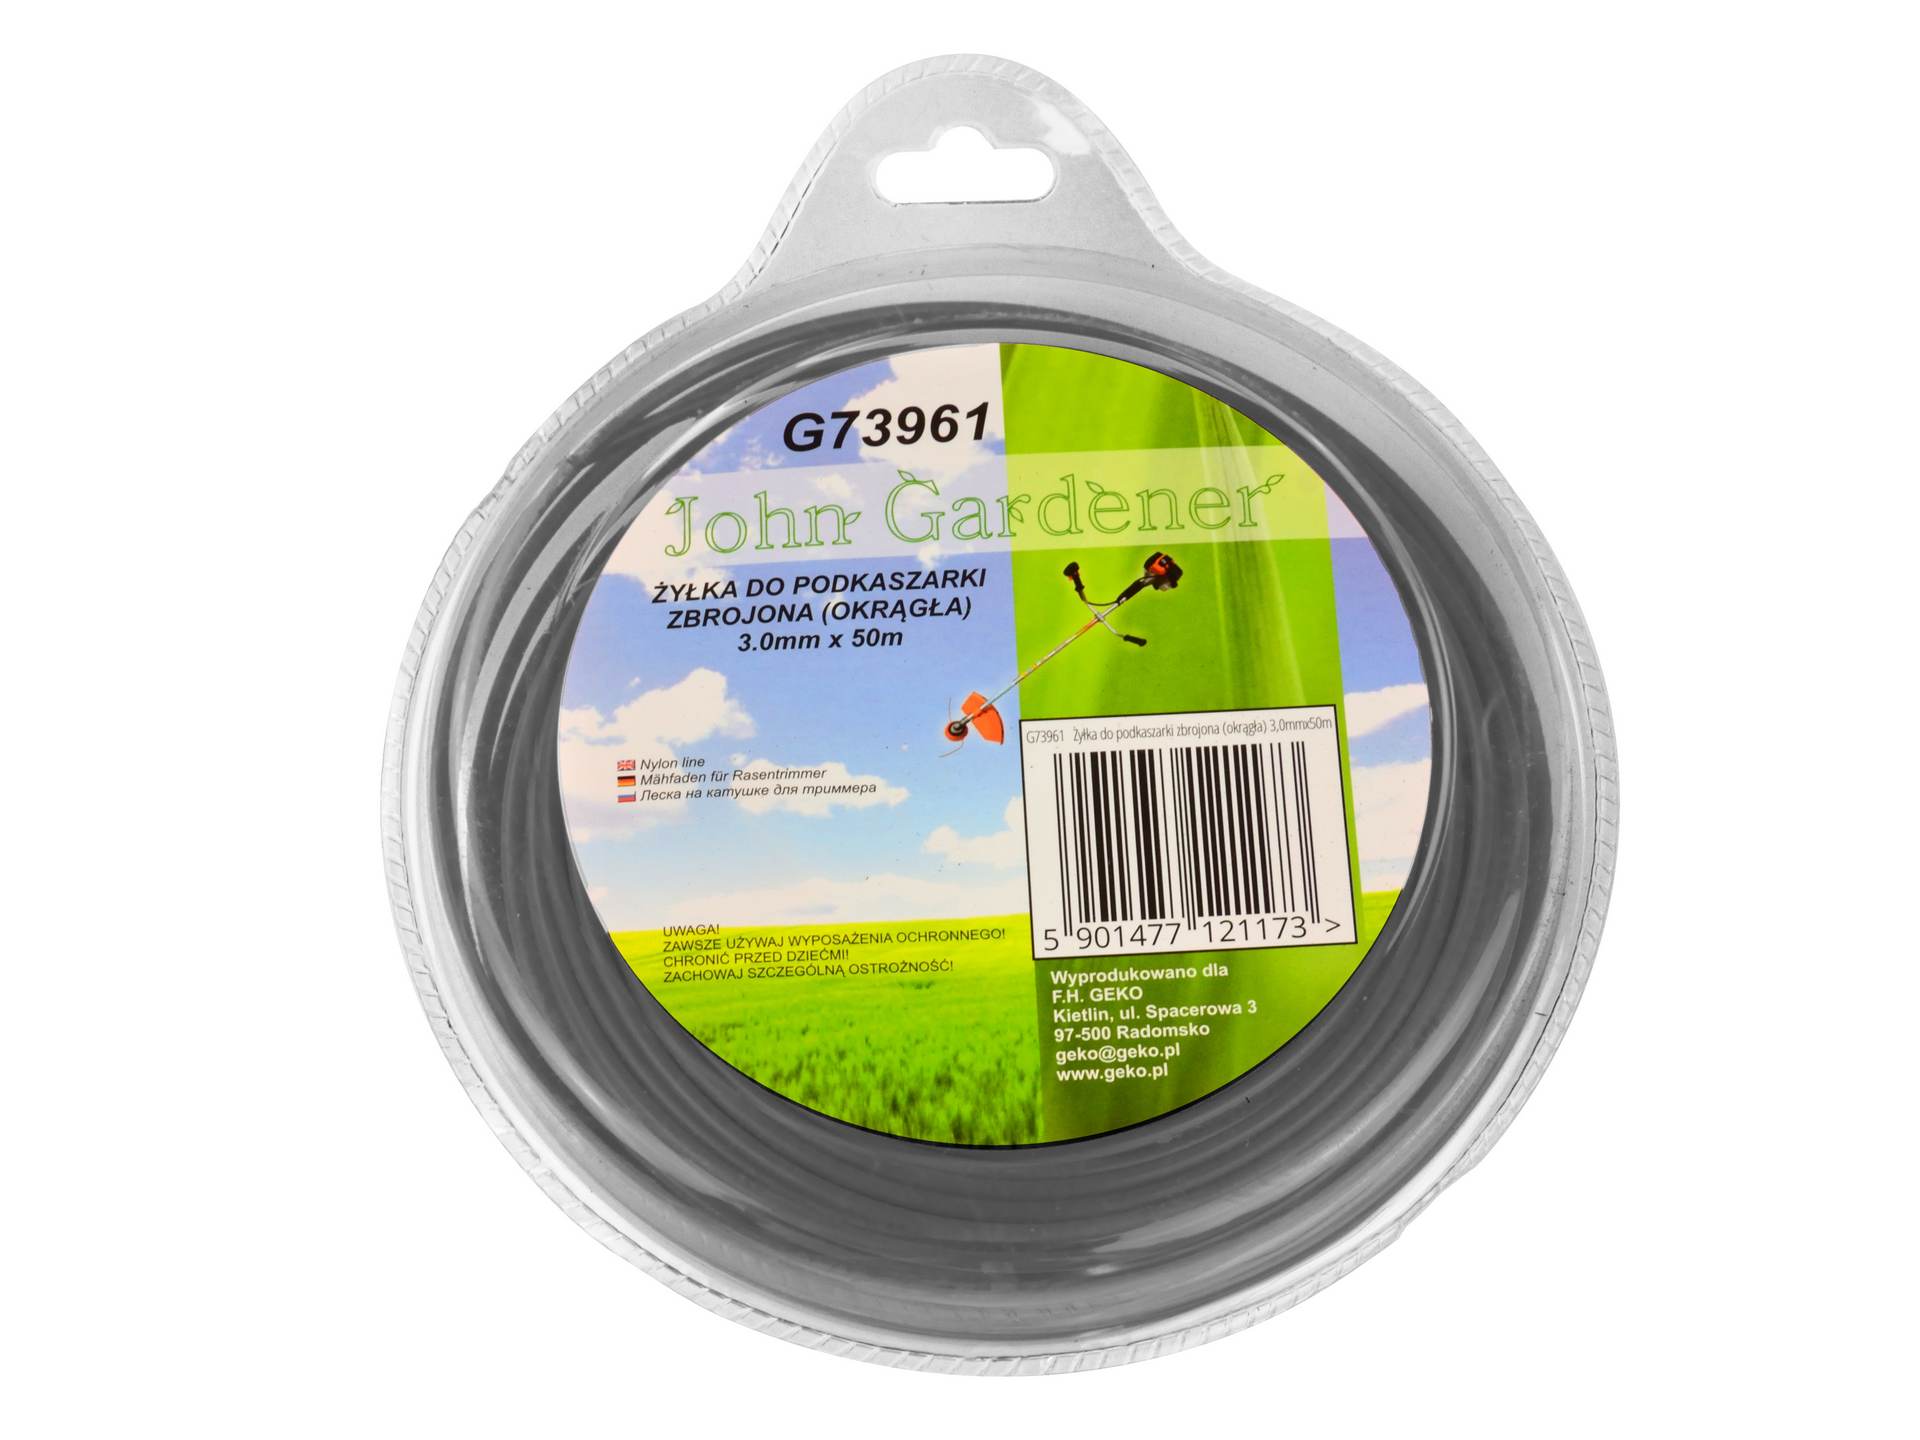 G73961
John Gardener
ŻYŁKA DO PODKASZARKI
ZBROJONA (OKRĄGŁA)
3.0mm x 50m
Nylon line
Mähfaden für Rasentrimmer
Леска на катушке для триммера
G73961 Żyłka do podkaszarki zbrojona (okrągła) 3,0mmx50m
5 901477 121173 >
UWAGA!
ZAWSZE UŻYWAJ WYPOSAŻENIA OCHRONNEGO!
CHRONIĆ PRZED DZIEĆMI!
ZACHOWAJ SZCZEGÓLNĄ OSTROŻNOŚĆ!
Wyprodukowano dla
F.H. GEKO
Kietlin, ul. Spacerowa 3
97-500 Radomsko
geko@geko.pl
www.geko.pl